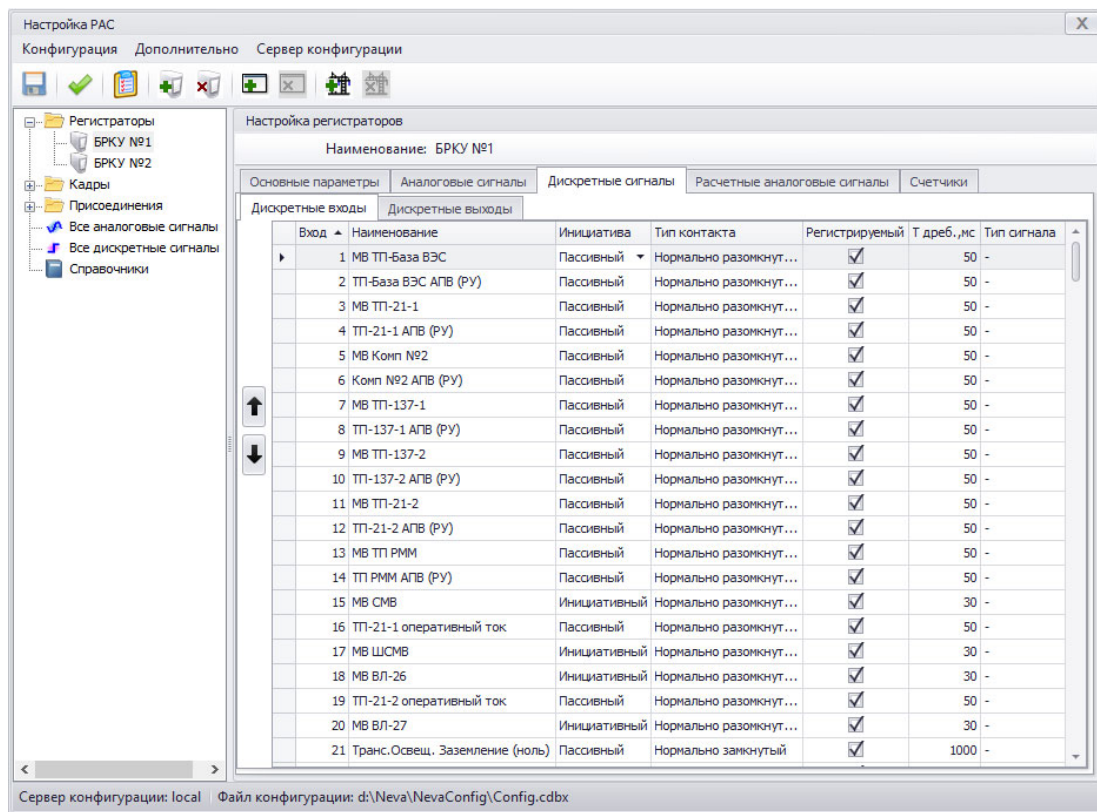 Настройка РАС
Конфигурация Дополнительно Сервер конфигурации
Регистраторы
БРКУ №1
БРКУ №2
Кадры
Присоединения
Все аналоговые сигналы
Все дискретные сигналы
Справочники
Настройка регистраторов
Наименование: БРКУ №1
Основные параметры Аналоговые сигналы Дискретные сигналы Расчетные аналоговые сигналы Счетчики
Дискретные входы Дискретные выходы
Вход Наименование Инициатива Тип контакта Регистрируемый Т дреб.,мс Тип сигнала
1 МВ ТП-База ВЭС Пассивный Нормально разомкнут... 50 -
2 ТП-База ВЭС АПВ (РУ) Пассивный Нормально разомкнут... 50 -
3 МВ ТП-21-1 Пассивный Нормально разомкнут... 50 -
4 ТП-21-1 АПВ (РУ) Пассивный Нормально разомкнут... 50 -
5 МВ Комп №2 Пассивный Нормально разомкнут... 50 -
6 Комп №2 АПВ (РУ) Пассивный Нормально разомкнут... 50 -
7 МВ ТП-137-1 Пассивный Нормально разомкнут... 50 -
8 ТП-137-1 АПВ (РУ) Пассивный Нормально разомкнут... 50 -
9 МВ ТП-137-2 Пассивный Нормально разомкнут... 50 -
10 ТП-137-2 АПВ (РУ) Пассивный Нормально разомкнут... 50 -
11 МВ ТП-21-2 Пассивный Нормально разомкнут... 50 -
12 ТП-21-2 АПВ (РУ) Пассивный Нормально разомкнут... 50 -
13 МВ ТП РММ Пассивный Нормально разомкнут... 50 -
14 ТП РММ АПВ (РУ) Пассивный Нормально разомкнут... 50 -
15 МВ СМВ Инициативный Нормально разомкнут... 30 -
16 ТП-21-1 оперативный ток Пассивный Нормально разомкнут... 50 -
17 МВ ШСМВ Инициативный Нормально разомкнут... 30 -
18 МВ ВЛ-26 Инициативный Нормально разомкнут... 30 -
19 ТП-21-2 оперативный ток Пассивный Нормально разомкнут... 50 -
20 МВ ВЛ-27 Инициативный Нормально разомкнут... 30 -
21 Транс.Освещ. Заземление (ноль) Пассивный Нормально замкнутый 1000 -
Сервер конфигурации: local Файл конфигурации: d:\Neva\NevaConfig\Config.cdbx